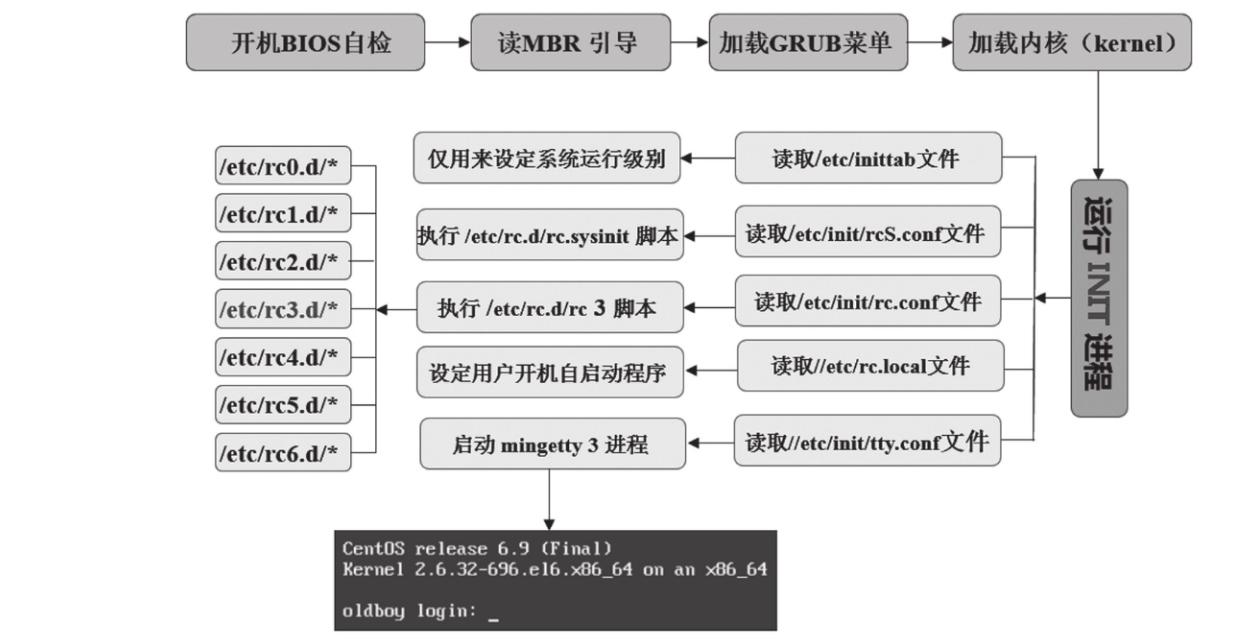 开机BIOS自检
读MBR 引导
加载GRUB菜单
加载内核（kernel）
运行 INIT 进程
读取/etc/inittab文件
仅用来设定系统运行级别
读取/etc/init/rcS.conf文件
执行 /etc/rc.d/rc.sysinit 脚本
读取/etc/init/rc.conf文件
执行 /etc/rc.d/rc 3 脚本
/etc/rc0.d/*
/etc/rc1.d/*
/etc/rc2.d/*
/etc/rc3.d/*
/etc/rc4.d/*
/etc/rc5.d/*
/etc/rc6.d/*
读取//etc/rc.local文件
设定用户开机自启动程序
读取//etc/init/tty.conf文件
启动 mingetty 3 进程
CentOS release 6.9 (Final)
Kernel 2.6.32-696.el6.x86_64 on an x86_64
oldboy login: _